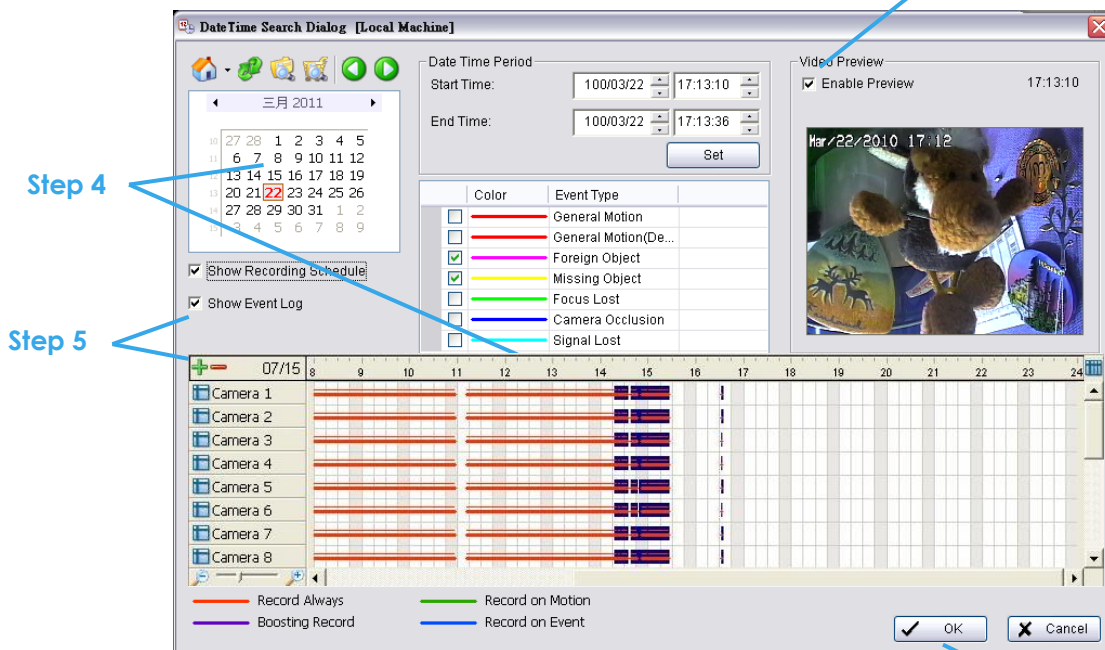 DateTime Search Dialog [Local Machine]
Date Time Period
Start Time: 100/03/22 17:13:10
End Time: 100/03/22 17:13:36
Set
Video Preview
Enable Preview 17:13:10
Mar/22/2010 17:12
三月 2011
10 27 28 1 2 3 4 5
11 6 7 8 9 10 11 12
12 13 14 15 16 17 18 19
13 20 21 22 23 24 25 26
14 27 28 29 30 31 1 2
15 3 4 5 6 7 8 9
Step 4
Show Recording Schedule
Show Event Log
Step 5
Color Event Type
General Motion
General Motion(De...
Foreign Object
Missing Object
Focus Lost
Camera Occlusion
Signal Lost
07/15 8 9 10 11 12 13 14 15 16 17 18 19 20 21 22 23 24
Camera 1
Camera 2
Camera 3
Camera 4
Camera 5
Camera 6
Camera 7
Camera 8
Record Always
Record on Motion
Boosting Record
Record on Event
OK
Cancel